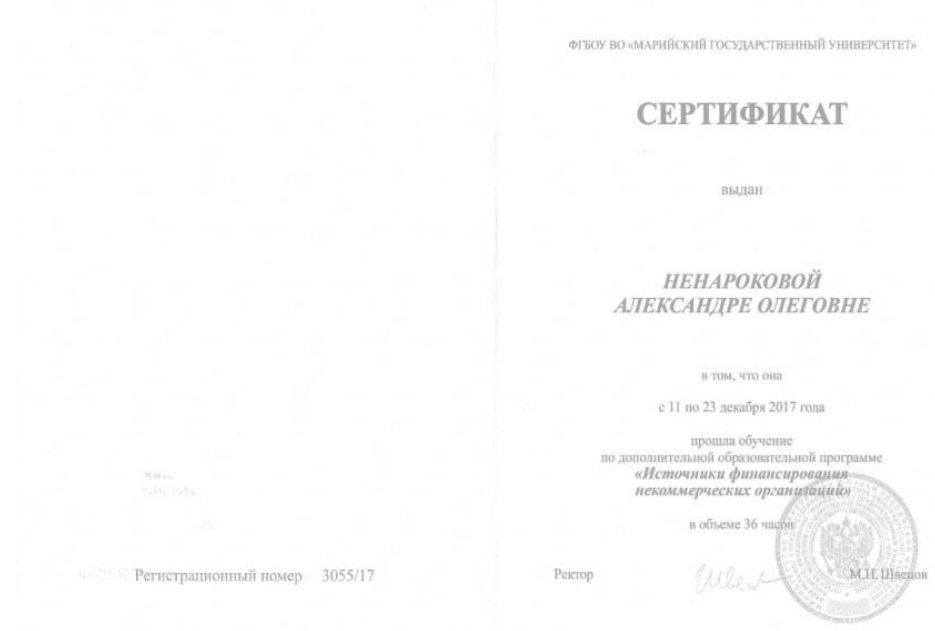 ФГБОУ ВО «МАРИЙСКИЙ ГОСУДАРСТВЕННЫЙ УНИВЕРСИТЕТ»
СЕРТИФИКАТ
выдан
НЕНАРОКОВОЙ
АЛЕКСАНДРЕ ОЛЕГОВНЕ
в том, что она
с 11 по 23 декабря 2017 года
прошла обучение
по дополнительной образовательной программе
«Источники финансирования
некоммерческих организаций»
в объеме 36 часов
Регистрационный номер 3055/17
Ректор
М.Н. Швецов